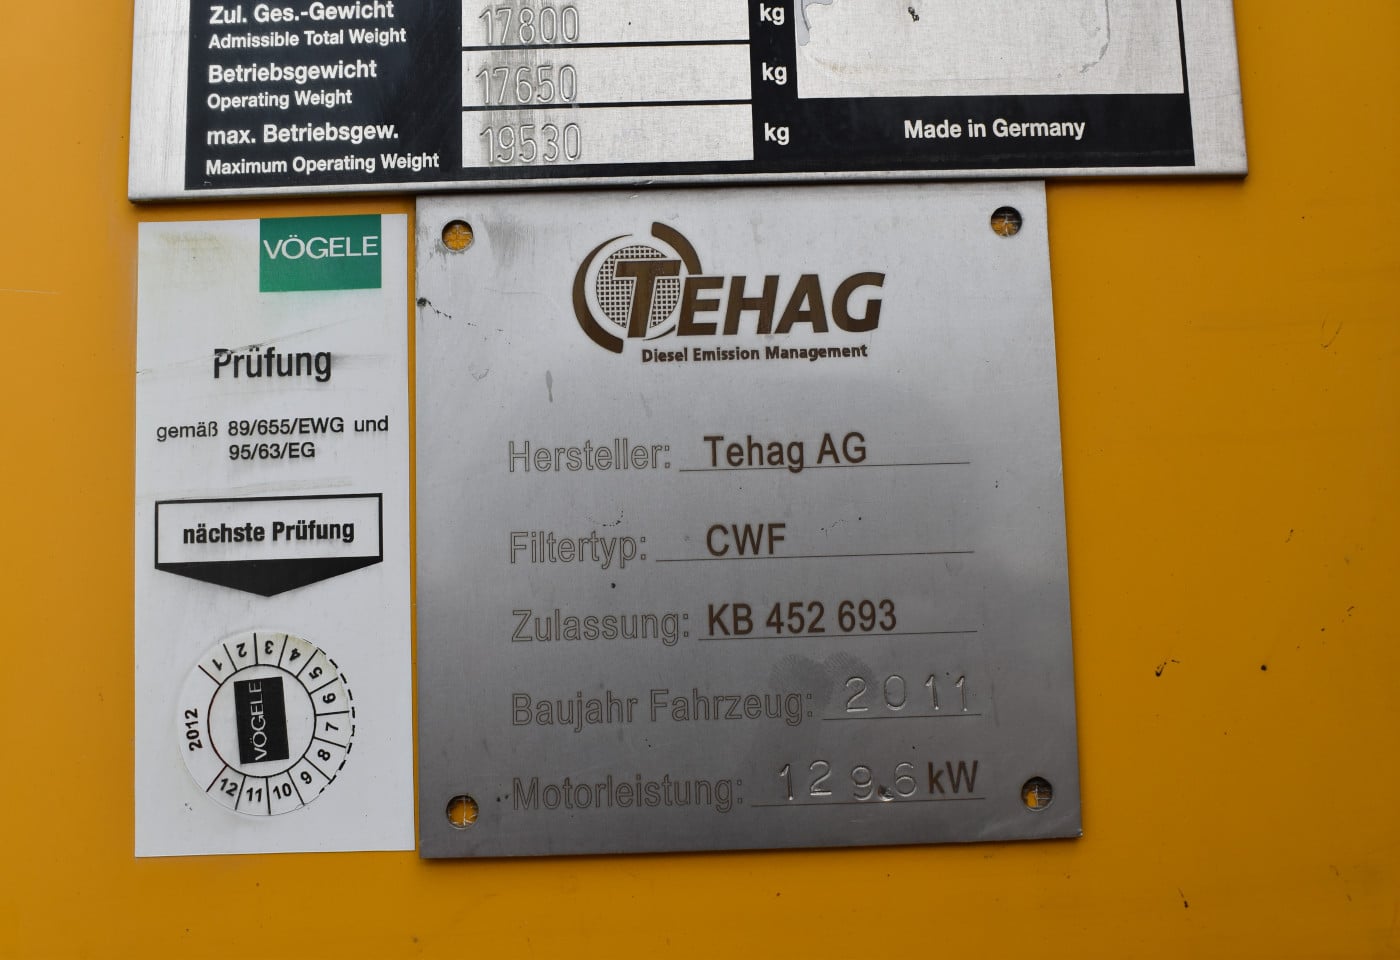 Zul. Ges.-Gewicht 17800 kg
Admissible Total Weight
Betriebsgewicht 17650 kg
Operating Weight
max. Betriebsgew. 19530 kg
Maximum Operating Weight
Made in Germany
VÖGELE
Prüfung
gemäß 89/655/EWG und
95/63/EG
nächste Prüfung
1 2 3 4 5 6 7 8 9 10 11 12
2012
VÖGELE
TEHAG
Diesel Emission Management
Hersteller: Tehag AG
Filtertyp: CWF
Zulassung: KB 452 693
Baujahr Fahrzeug: 2011
Motorleistung: 129.6 kW